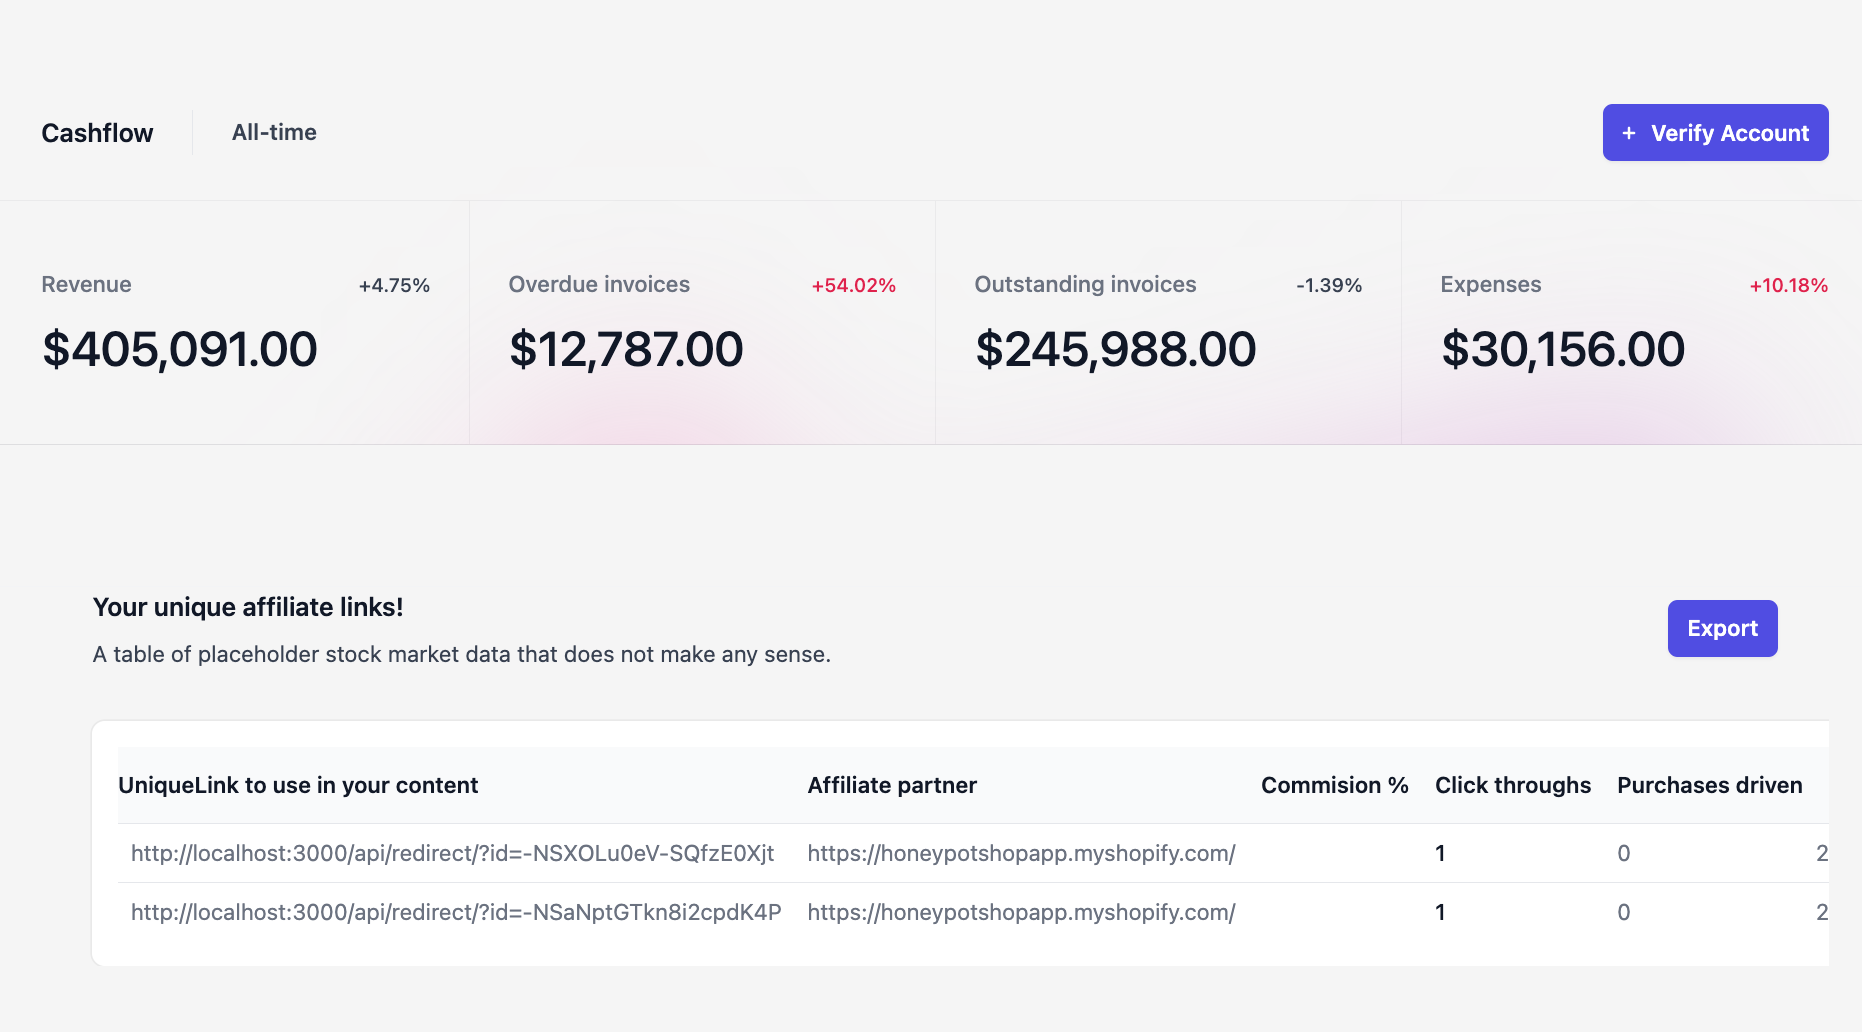 Cashflow
All-time
+ Verify Account
Revenue +4.75%
$405,091.00
Overdue invoices +54.02%
$12,787.00
Outstanding invoices -1.39%
$245,988.00
Expenses +10.18%
$30,156.00
Your unique affiliate links!
A table of placeholder stock market data that does not make any sense.
Export
UniqueLink to use in your content Affiliate partner Commision % Click throughs Purchases driven
http://localhost:3000/api/redirect/?id=-NSXOLu0eV-SQfzE0Xjt https://honeypotshopapp.myshopify.com/ 1 0 2
http://localhost:3000/api/redirect/?id=-NSaNptGTkn8i2cpdK4P https://honeypotshopapp.myshopify.com/ 1 0 2